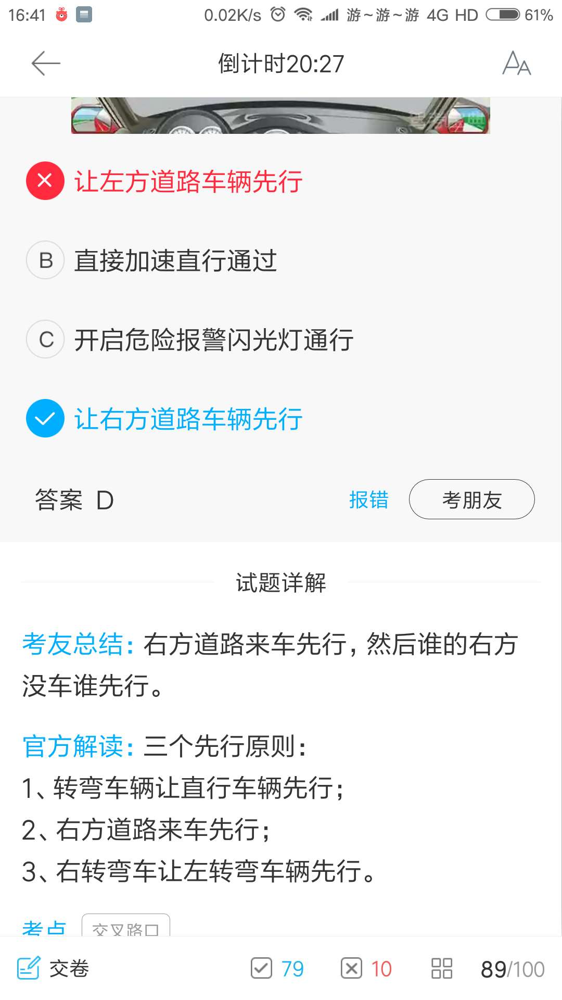 16:41 0.02K/s 游~游~游 4G HD 61%
倒计时20:27
让左方道路车辆先行
B 直接加速直行通过
C 开启危险报警闪光灯通行
让右方道路车辆先行
答案 D 报错 考朋友
试题详解
考友总结：右方道路来车先行，然后谁的右方
没车谁先行。
官方解读：三个先行原则：
1、转弯车辆让直行车辆先行；
2、右方道路来车先行；
3、右转弯车让左转弯车辆先行。
考点 交叉路口
交卷 79 10 89/100